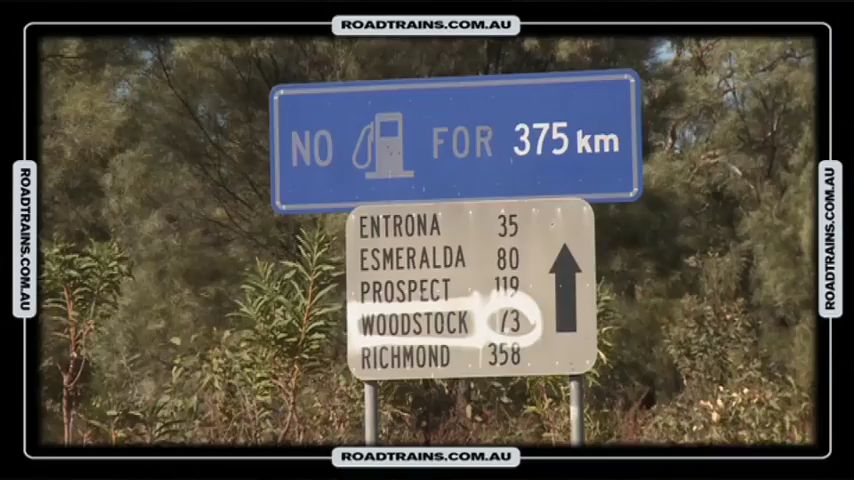 ROADTRAINS.COM.AU
NO FOR 375 km
ENTRONA 35
ESMERALDA 80
PROSPECT 119
WOODSTOCK
RICHMOND 358
ROADTRAINS.COM.AU
ROADTRAINS.COM.AU
ROADTRAINS.COM.AU